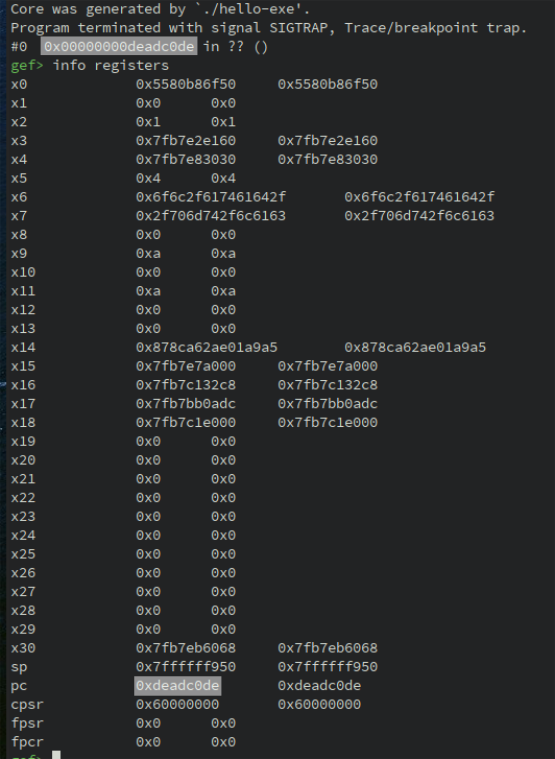 Core was generated by `./hello-exe'.
Program terminated with signal SIGTRAP, Trace/breakpoint trap.
#0 0x00000000deadc0de in ?? ()
gef> info registers
x0 0x5580b86f50 0x5580b86f50
x1 0x0 0x0
x2 0x1 0x1
x3 0x7fb7e2e160 0x7fb7e2e160
x4 0x7fb7e83030 0x7fb7e83030
x5 0x4 0x4
x6 0x6f6c2f617461642f 0x6f6c2f617461642f
x7 0x2f706d742f6c6163 0x2f706d742f6c6163
x8 0x0 0x0
x9 0xa 0xa
x10 0x0 0x0
x11 0xa 0xa
x12 0x0 0x0
x13 0x0 0x0
x14 0x878ca62ae01a9a5 0x878ca62ae01a9a5
x15 0x7fb7e7a000 0x7fb7e7a000
x16 0x7fb7c132c8 0x7fb7c132c8
x17 0x7fb7bb0adc 0x7fb7bb0adc
x18 0x7fb7c1e000 0x7fb7c1e000
x19 0x0 0x0
x20 0x0 0x0
x21 0x0 0x0
x22 0x0 0x0
x23 0x0 0x0
x24 0x0 0x0
x25 0x0 0x0
x26 0x0 0x0
x27 0x0 0x0
x28 0x0 0x0
x29 0x0 0x0
x30 0x7fb7eb6068 0x7fb7eb6068
sp 0x7ffffff950 0x7ffffff950
pc 0xdeadc0de 0xdeadc0de
cpsr 0x60000000 0x60000000
fpsr 0x0 0x0
fpcr 0x0 0x0
gef>